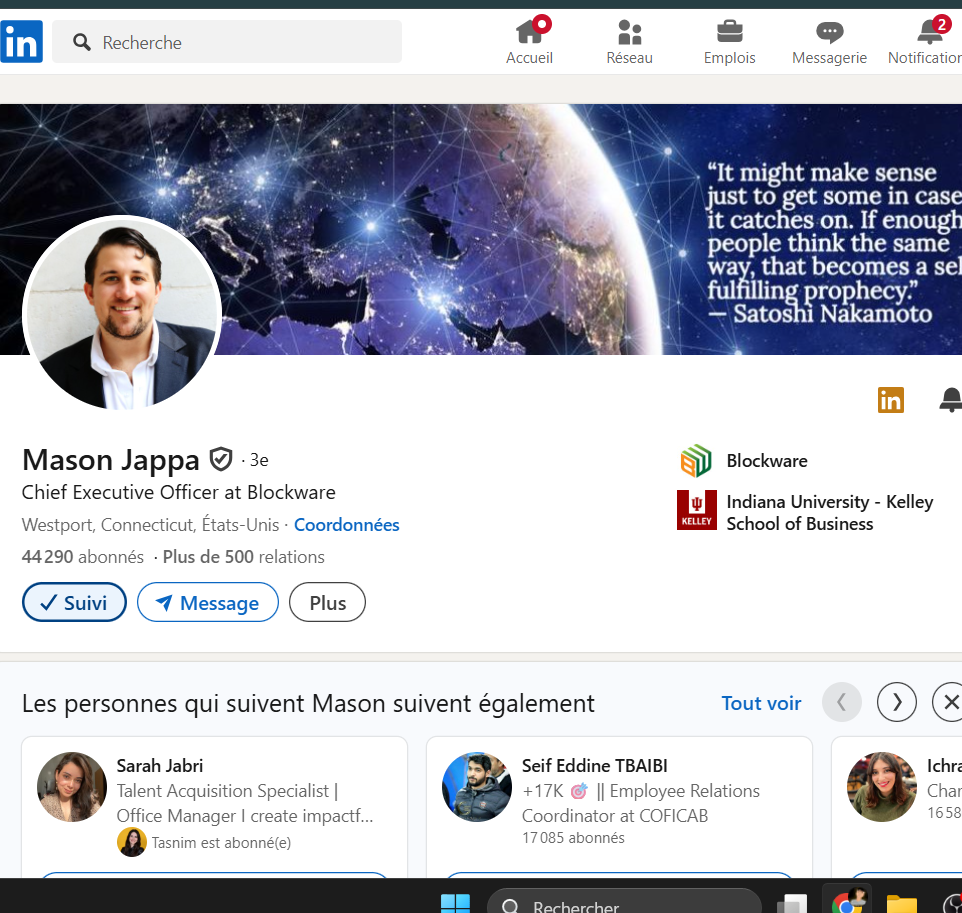 in
Recherche
2
Accueil
Réseau
Emplois
Messagerie
“It might make sense
just to get some in case
it catches on. If enough
people think the same
way, that becomes a
fulfilling prophecy.”
— Satoshi Nakamoto
in
Mason Jappa · 3e
Chief Executive Officer at Blockware
Westport, Connecticut, États-Unis · Coordonnées
44 290 abonnés · Plus de 500 relations
Suivi
Message
Plus
Blockware
KELLEY
Indiana University - Kelley
School of Business
Les personnes qui suivent Mason suivent également
Tout voir
Sarah Jabri
Talent Acquisition Specialist |
Office Manager I create impactf...
Tasnim est abonné(e)
Seif Eddine TBAIBI
+17K 🎯 || Employee Relations
Coordinator at COFICAB
17 085 abonnés
Rechercher